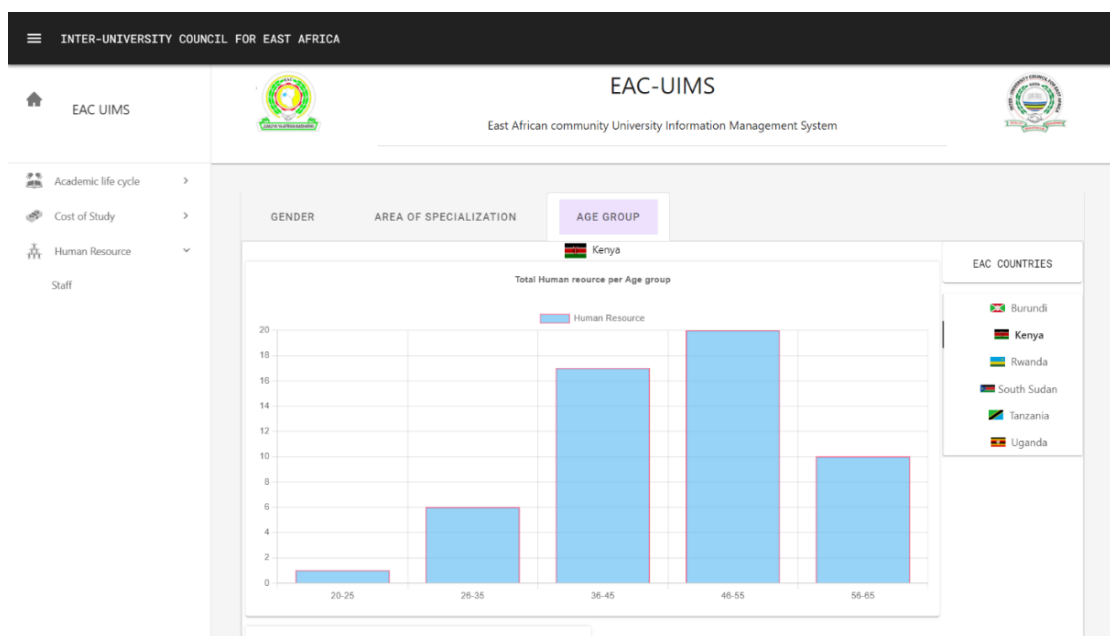 INTER-UNIVERSITY COUNCIL FOR EAST AFRICA
EAC UIMS
EAC-UIMS
East African community University Information Management System
Academic life cycle
Cost of Study
Human Resource
Staff
GENDER AREA OF SPECIALIZATION AGE GROUP
Kenya
Total Human reource per Age group
Human Resource
20
18
16
14
12
10
8
6
4
2
0
20-25 26-35 36-45 46-55 56-65
EAC COUNTRIES
Burundi
Kenya
Rwanda
South Sudan
Tanzania
Uganda